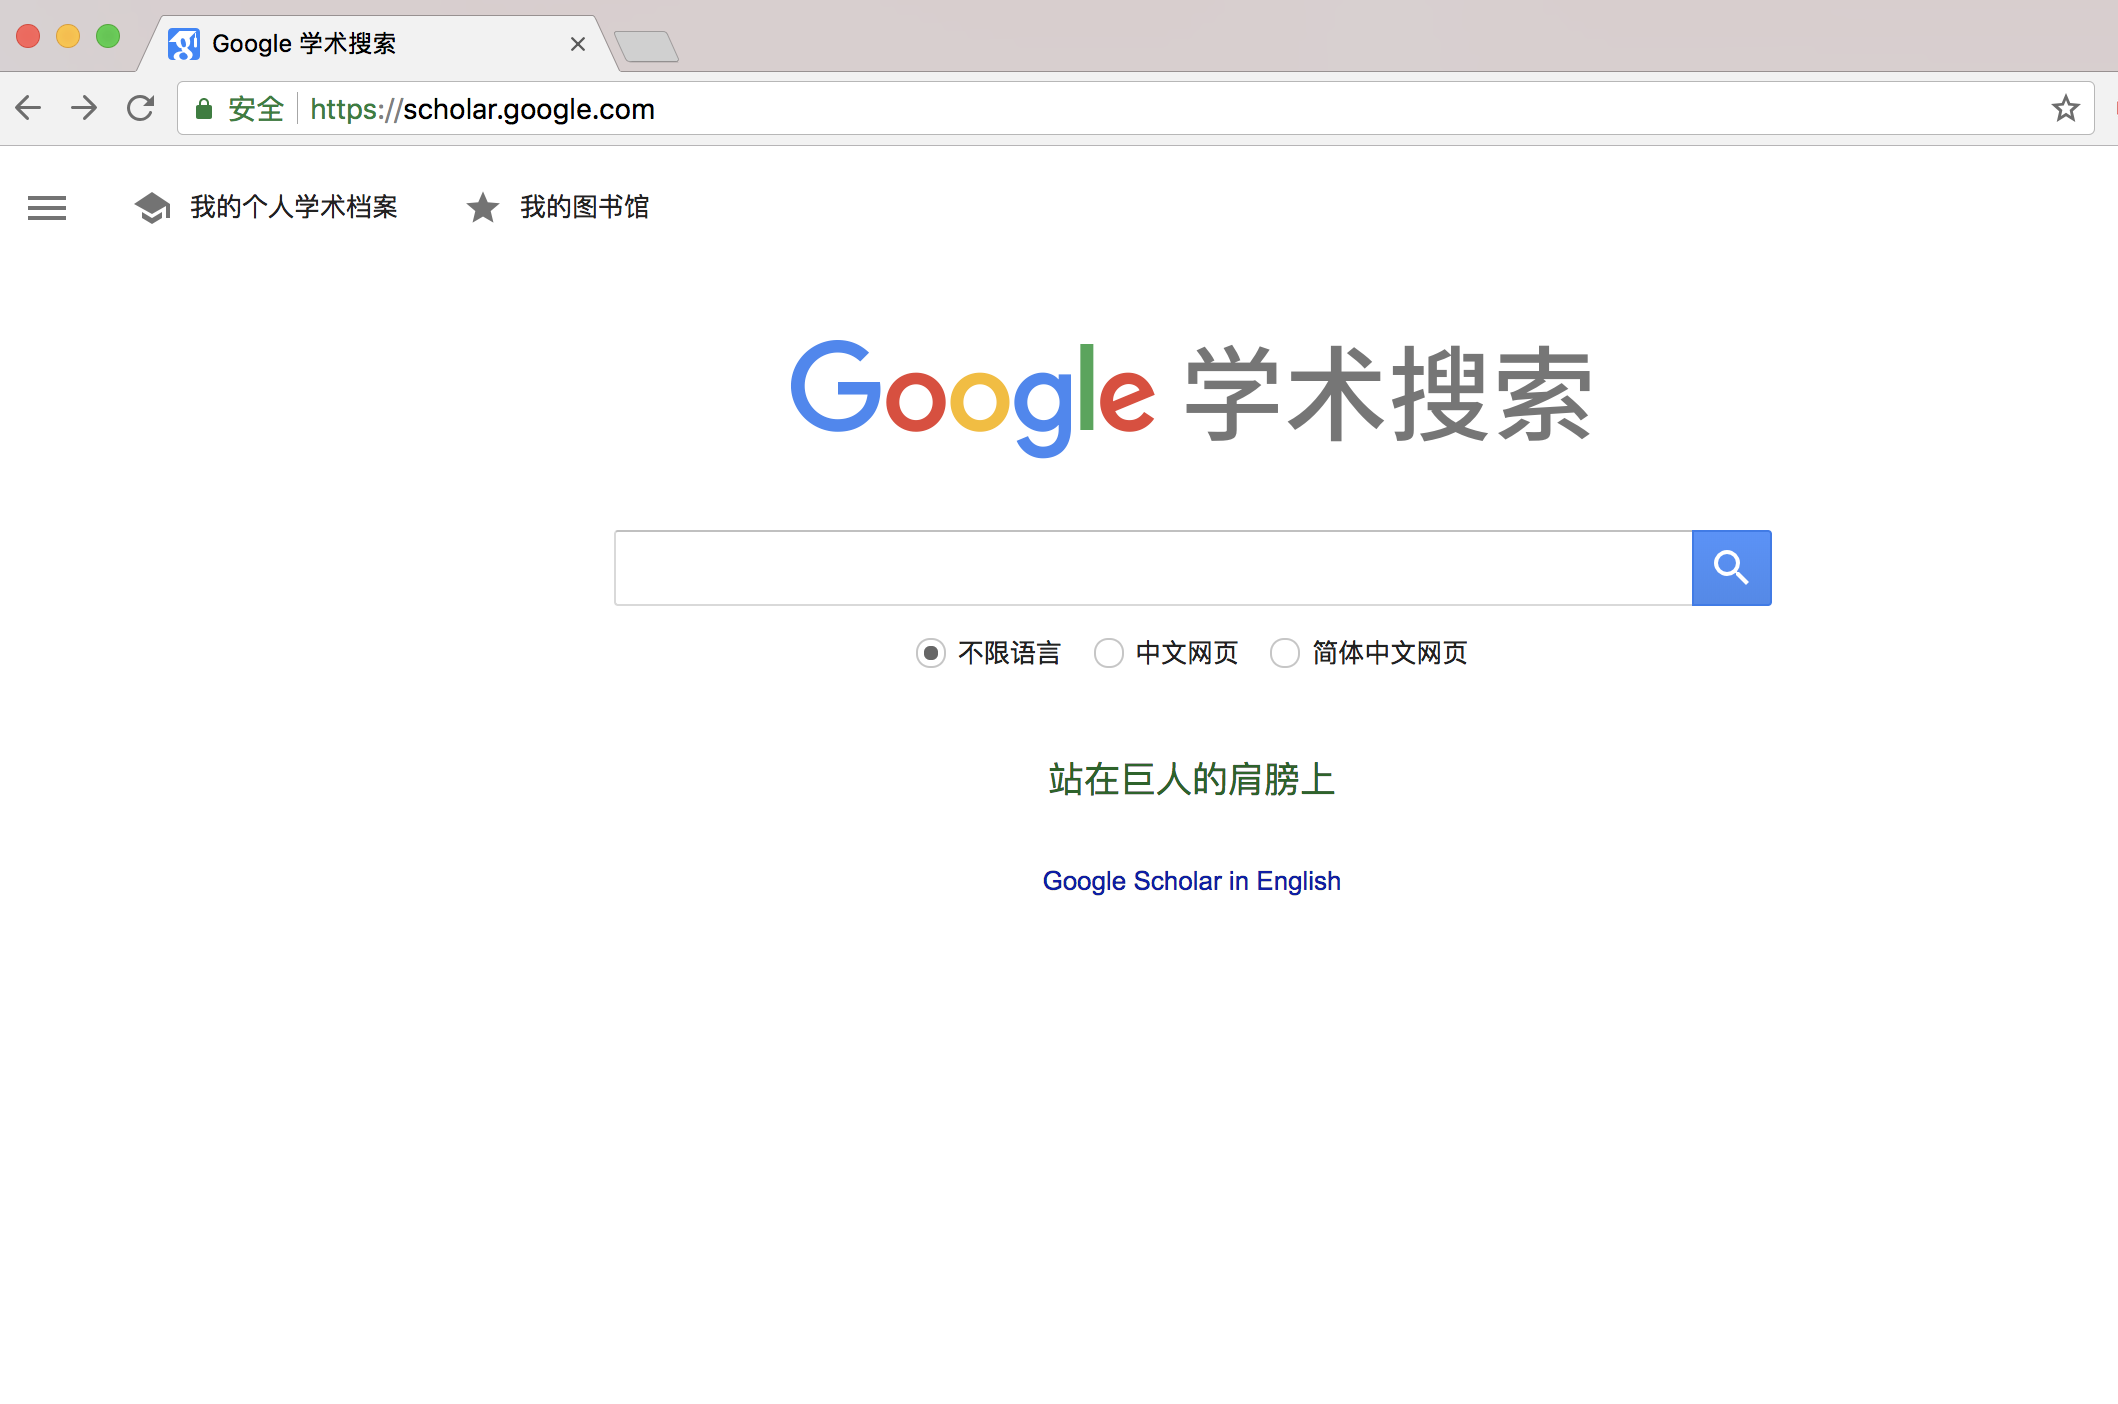 Google 学术搜索
安全 https://scholar.google.com
我的个人学术档案 我的图书馆
Google 学术搜索
不限语言 中文网页 简体中文网页
站在巨人的肩膀上
Google Scholar in English